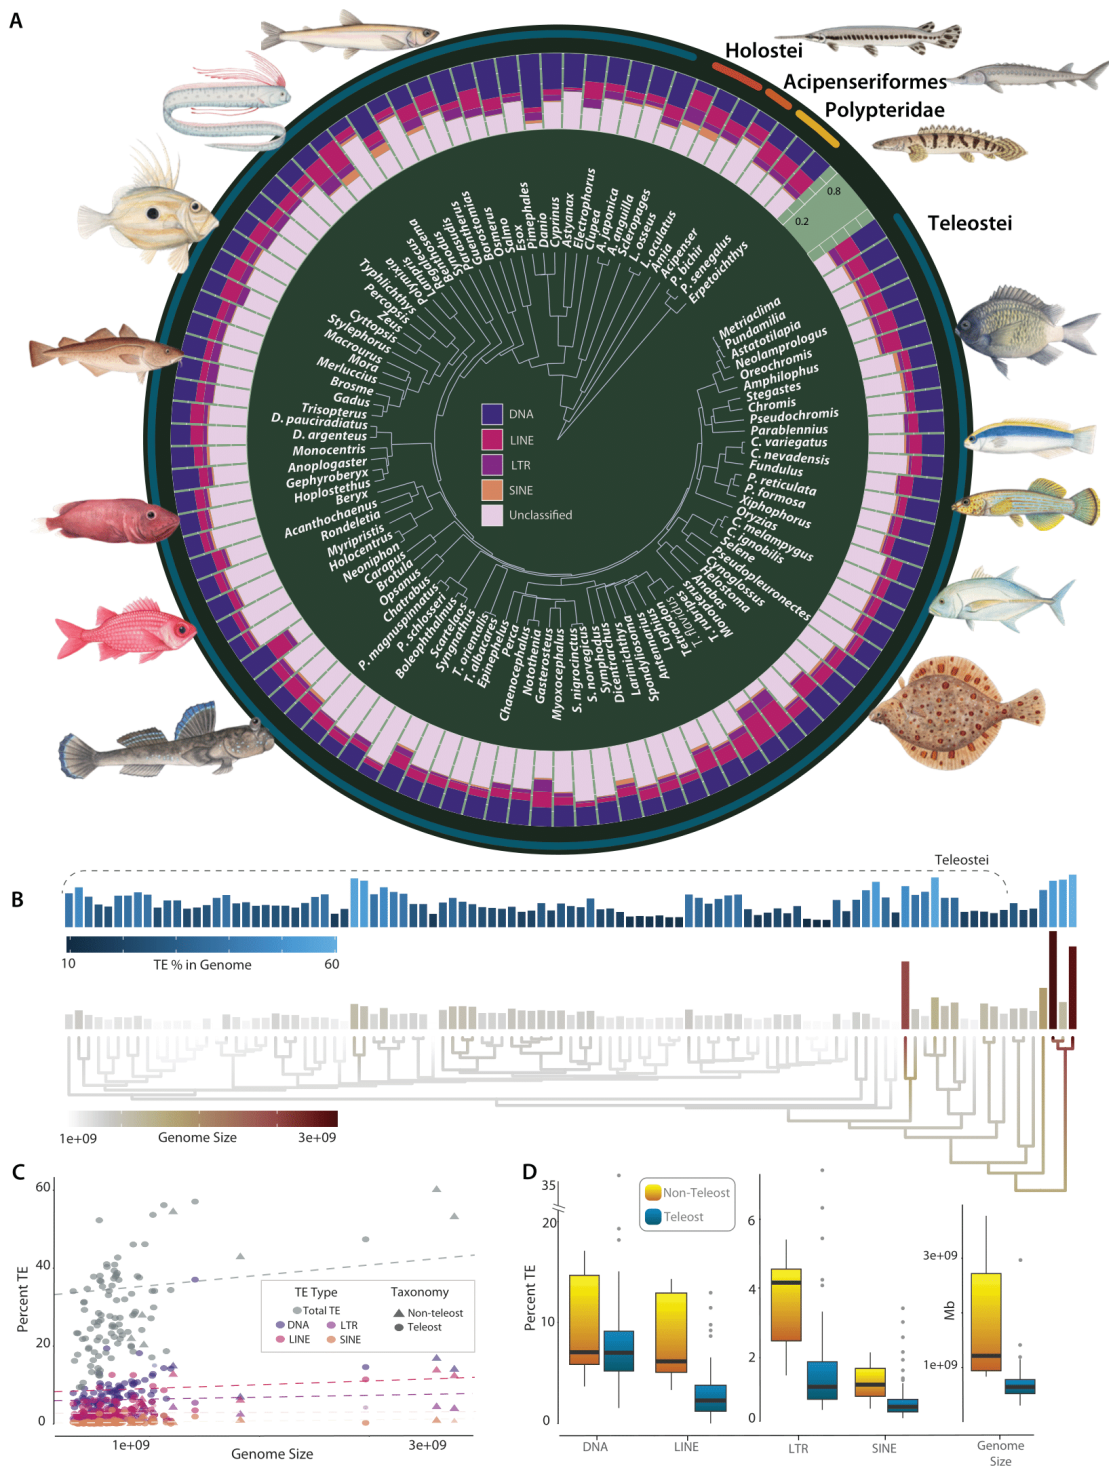 A
Holostei
Acipenseriformes
Polypteridae
Teleostei
0.8
0.2
Typhlichthys
Percopsis
Zeus
Polymixia
Cyttopsis
Stylephorus
Macrourus
Mora
Merluccius
Brosme
Gadus
Trisopterus
D. pauciradiatus
D. argenteus
Monocentris
Anoplogaster
Gephyroberyx
Hoplostethus
Beryx
Acanthochaenus
Rondeletia
Myripristis
Holocentrus
Neoniphon
Carapus
Brotula
Opsanus
Chatrabus
P. magnuspinnatus
P. schlosseri
Boleophthalmus
Scartelaos
Syngnathus
T. orientalis
T. albacares
Epinephelus
Perca
Chaenocephalus
Notothenia
Gasterosteus
Myoxocephalus
S. nigrocinctus
S. norvegicus
Symphodus
Dicentrarchus
Larimichthys
Spondyliosoma
Antennarius
Lophius
Tetraodon
T. rubripes
Monopterus
Anabas
Helostoma
Cynoglossus
Pseudopleuronectes
Selene
C. ignobilis
C. melampygus
Oryzias
Xiphophorus
P. formosa
P. reticulata
Fundulus
C. nevadensis
C. variegatus
Parablennius
Pseudochromis
Chromis
Stegastes
Amphilophus
Oreochromis
Neolamprologus
Astatotilapia
Pundamilia
Metriaclima
Lampris
Regalecus
Benthosema
Synodus
Parasudis
Guentherus
Borostomias
Osmerus
Salmo
Esox
Pimephales
Danio
Cyprinus
Astyanax
Electrophorus
Clupea
A. japonica
A. anguilla
Scleropages
L. osseus
L. oculatus
Amia
Acipenser
P. bichir
P. senegalus
Erpetoichthys
DNA
LINE
LTR
SINE
Unclassified
B
Teleostei
10
TE % in Genome
60
1e+09
Genome Size
3e+09
C
60
40
20
0
Percent TE
TE Type
Taxonomy
Total TE
DNA
LTR
LINE
SINE
Non-teleost
Teleost
1e+09
Genome Size
3e+09
D
35
20
10
0
Percent TE
Non-Teleost
Teleost
6
4
2
0
3e+09
Mb
1e+09
DNA
LINE
LTR
SINE
Genome
Size